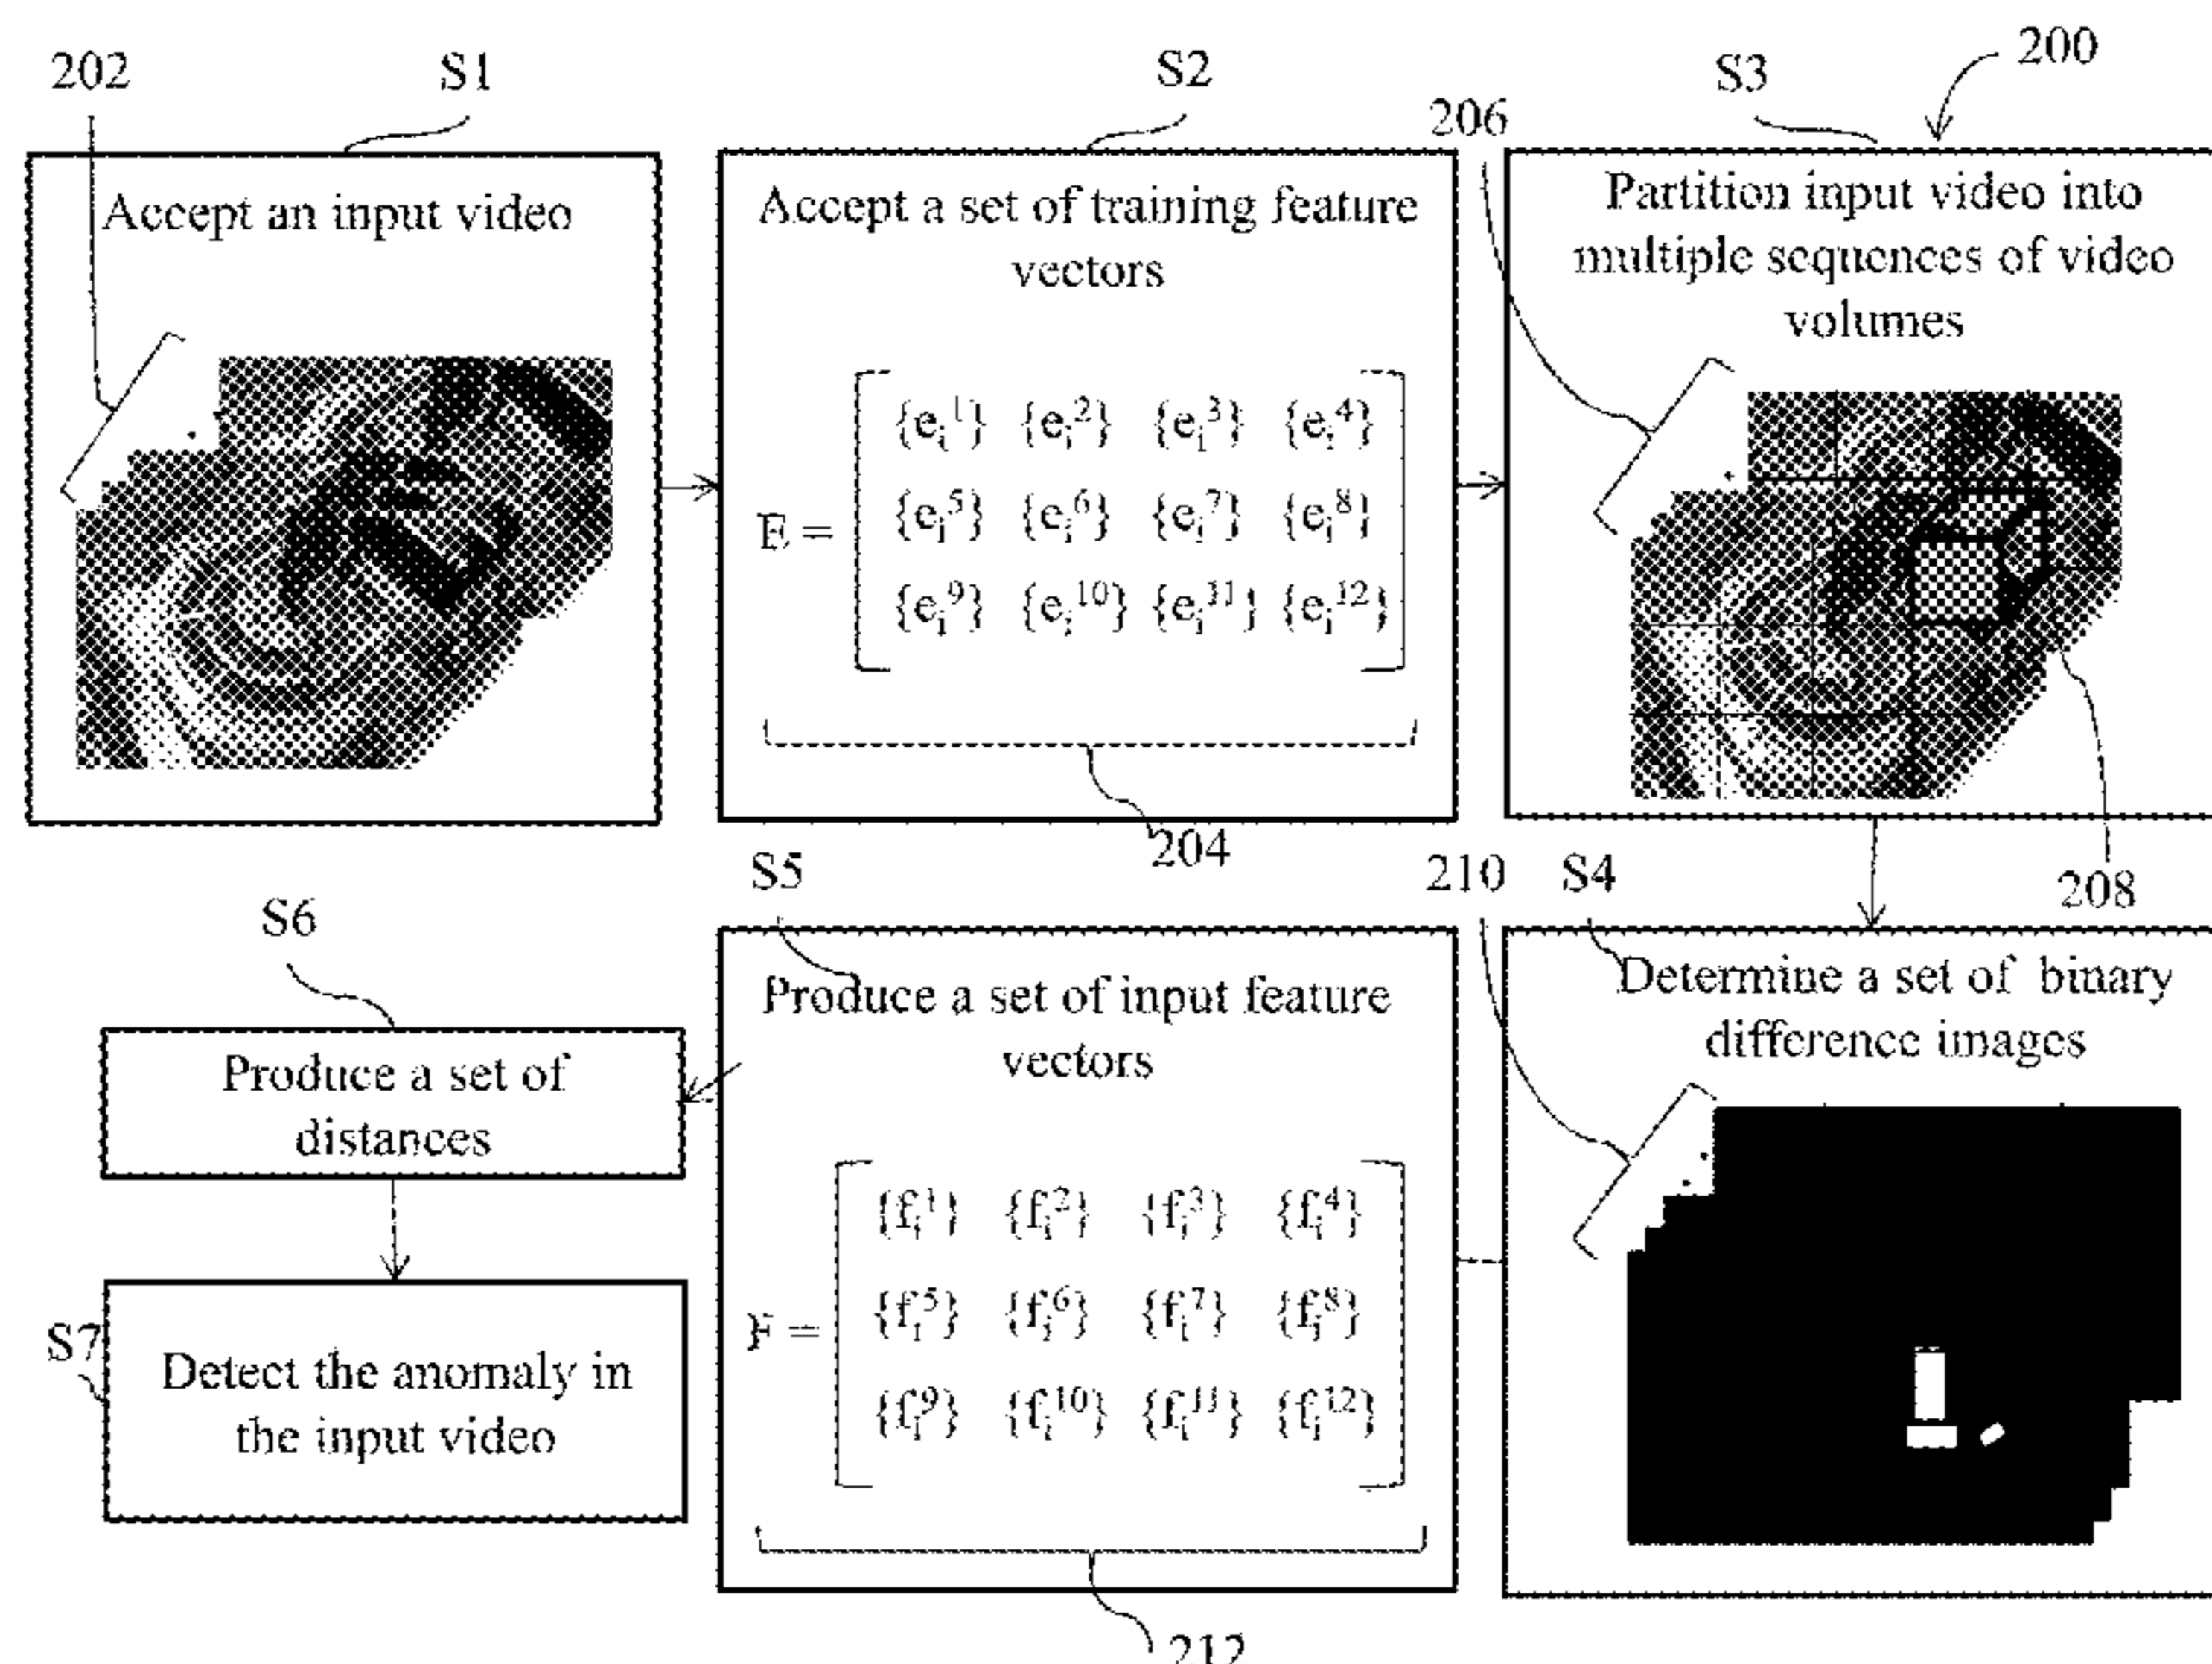 202
S1
S2
206
S3
200
Accept an input video
Accept a set of training feature
vectors
E =
{e_i^1} {e_i^2} {e_i^3} {e_i^4}
{e_i^5} {e_i^6} {e_i^7} {e_i^8}
{e_i^9} {e_i^10} {e_i^11} {e_i^12}
204
Partition input video into
multiple sequences of video
volumes
208
210
S4
Determine a set of binary
difference images
S5
Produce a set of input feature
vectors
F =
{f_i^1} {f_i^2} {f_i^3} {f_i^4}
{f_i^5} {f_i^6} {f_i^7} {f_i^8}
{f_i^9} {f_i^10} {f_i^11} {f_i^12}
212
S6
Produce a set of
distances
S7
Detect the anomaly in
the input video